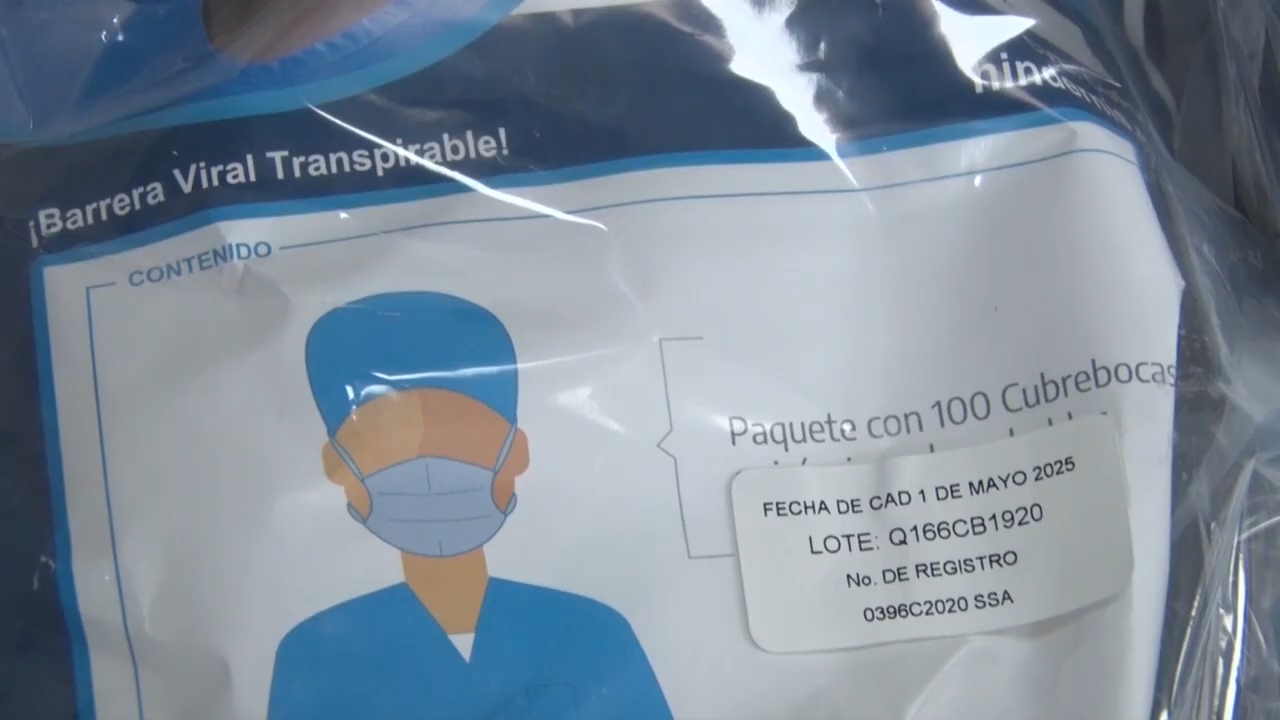 ¡Barrera Viral Transpirable!
CONTENIDO
Paquete con 100 Cubrebocas
FECHA DE CAD 1 DE MAYO 2025
LOTE: Q166CB1920
No. DE REGISTRO
0396C2020 SSA